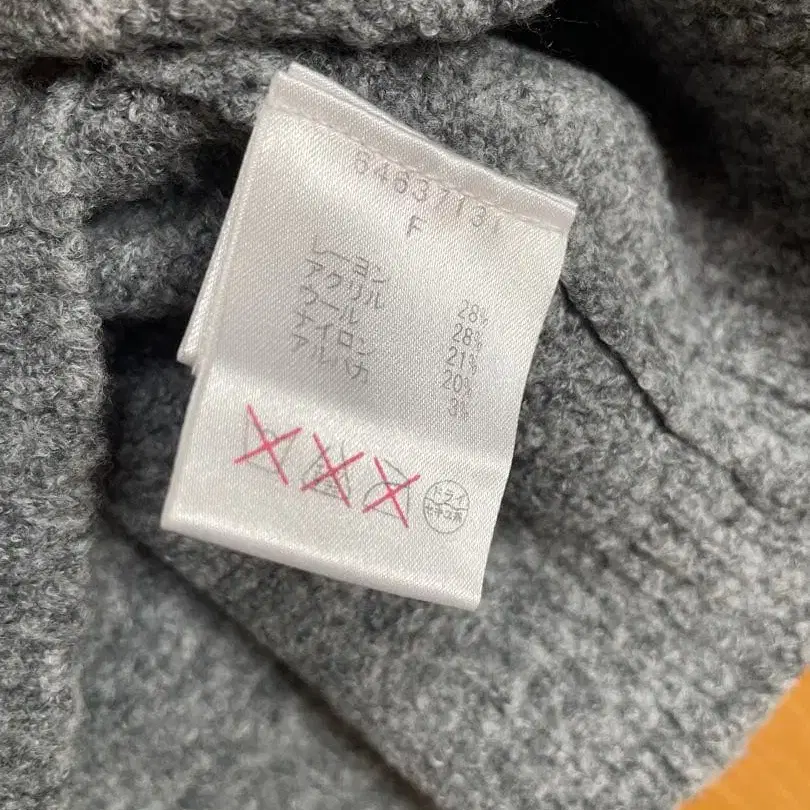 64637131
F
レーヨン 28%
アクリル 28%
ウール 21%
ナイロン 20%
アルパカ 3%
ドライ